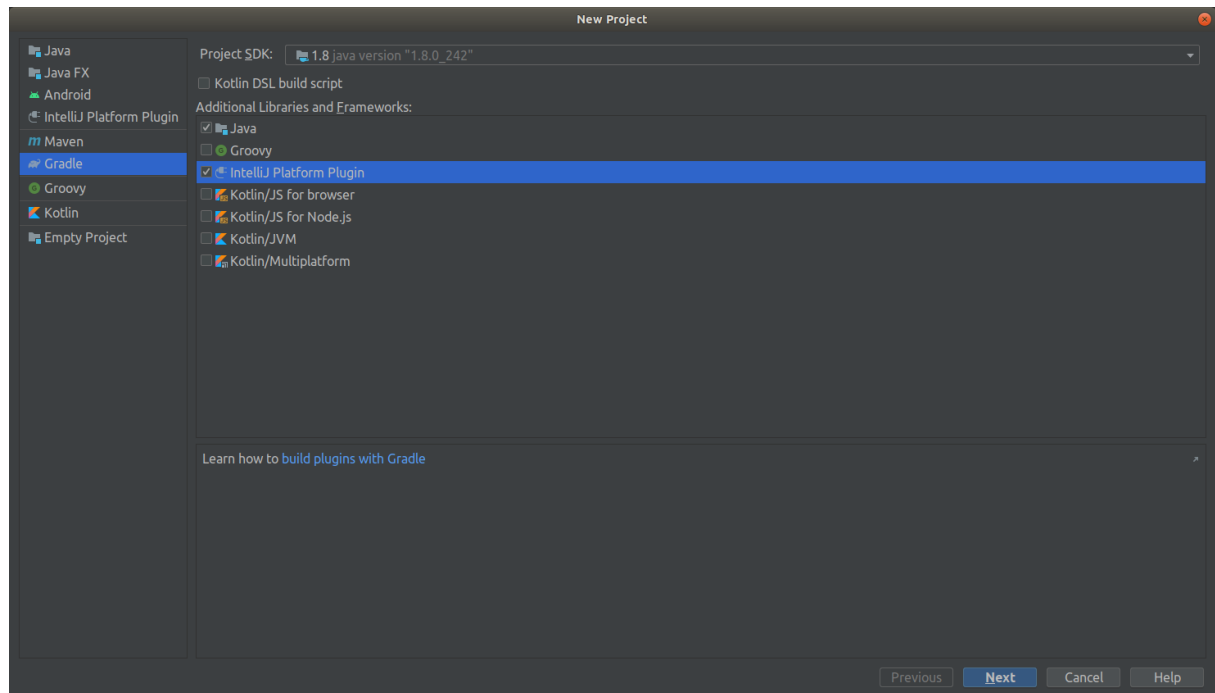 New Project
Java
Java FX
Android
IntelliJ Platform Plugin
Maven
Gradle
Groovy
Kotlin
Empty Project
Project SDK: 1.8 java version "1.8.0_242"
Kotlin DSL build script
Additional Libraries and Frameworks:
Java
Groovy
IntelliJ Platform Plugin
Kotlin/JS for browser
Kotlin/JS for Node.js
Kotlin/JVM
Kotlin/Multiplatform
Learn how to build plugins with Gradle
Previous Next Cancel Help